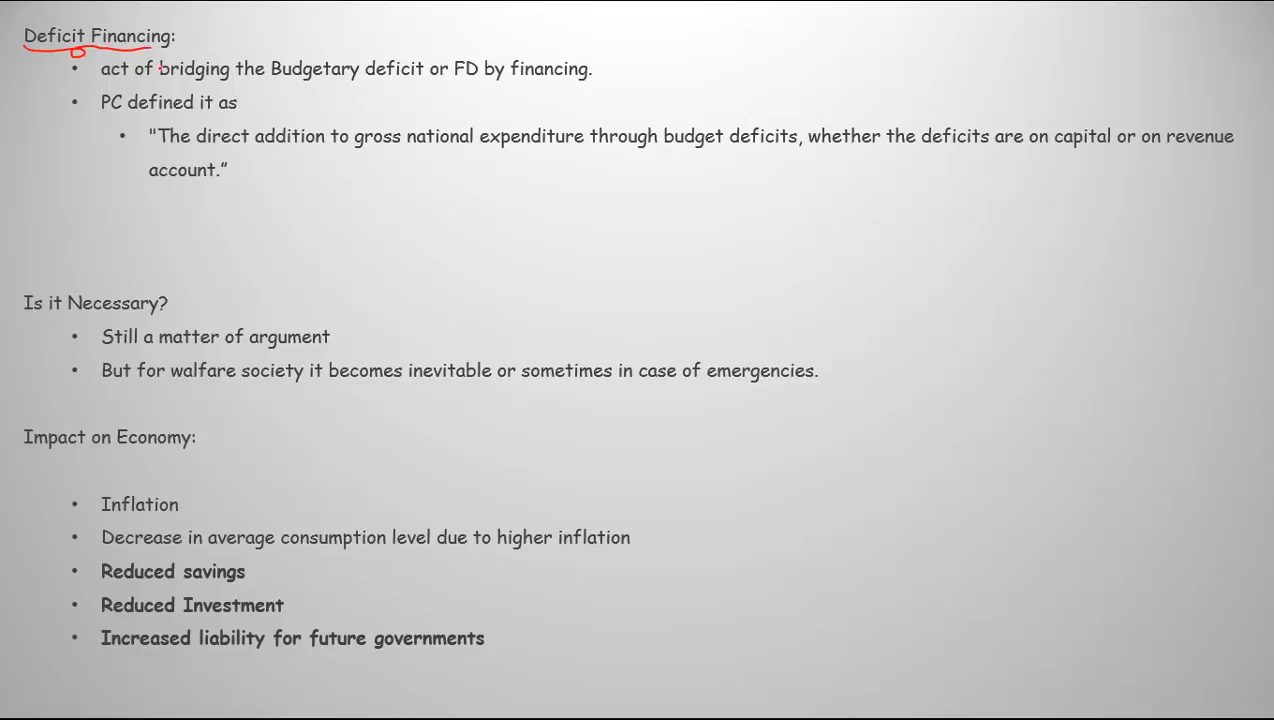 Deficit Financing:
• act of bridging the Budgetary deficit or FD by financing.
• PC defined it as
• "The direct addition to gross national expenditure through budget deficits, whether the deficits are on capital or on revenue
account.”
Is it Necessary?
• Still a matter of argument
• But for welfare society it becomes inevitable or sometimes in case of emergencies.
Impact on Economy:
• Inflation
• Decrease in average consumption level due to higher inflation
• Reduced savings
• Reduced Investment
• Increased liability for future governments